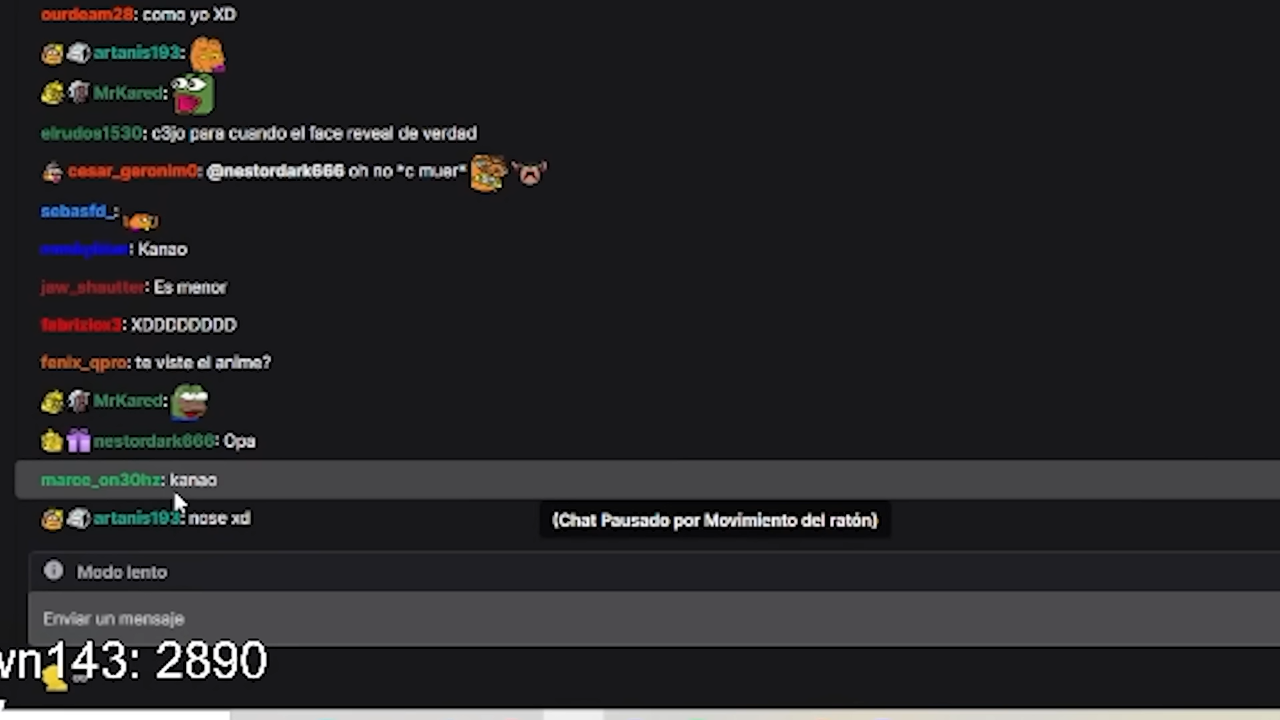 ourdeam28: como yo XD
artanis193:
MrKared:
elrudos1530: c3jo para cuando el face reveal de verdad
cesar_geronim0: @nestordark666 oh no *c muer*
sebasfd_:
: Kanao
jaw_shautter: Es menor
fabriziox3: XDDDDDDDD
fenix_qpro: te viste el anime?
MrKared:
nestordark666: Opa
marce_on30hz: kanao
artanis193: nose xd
(Chat Pausado por Movimiento del ratón)
Modo lento
Enviar un mensaje
wn143: 2890